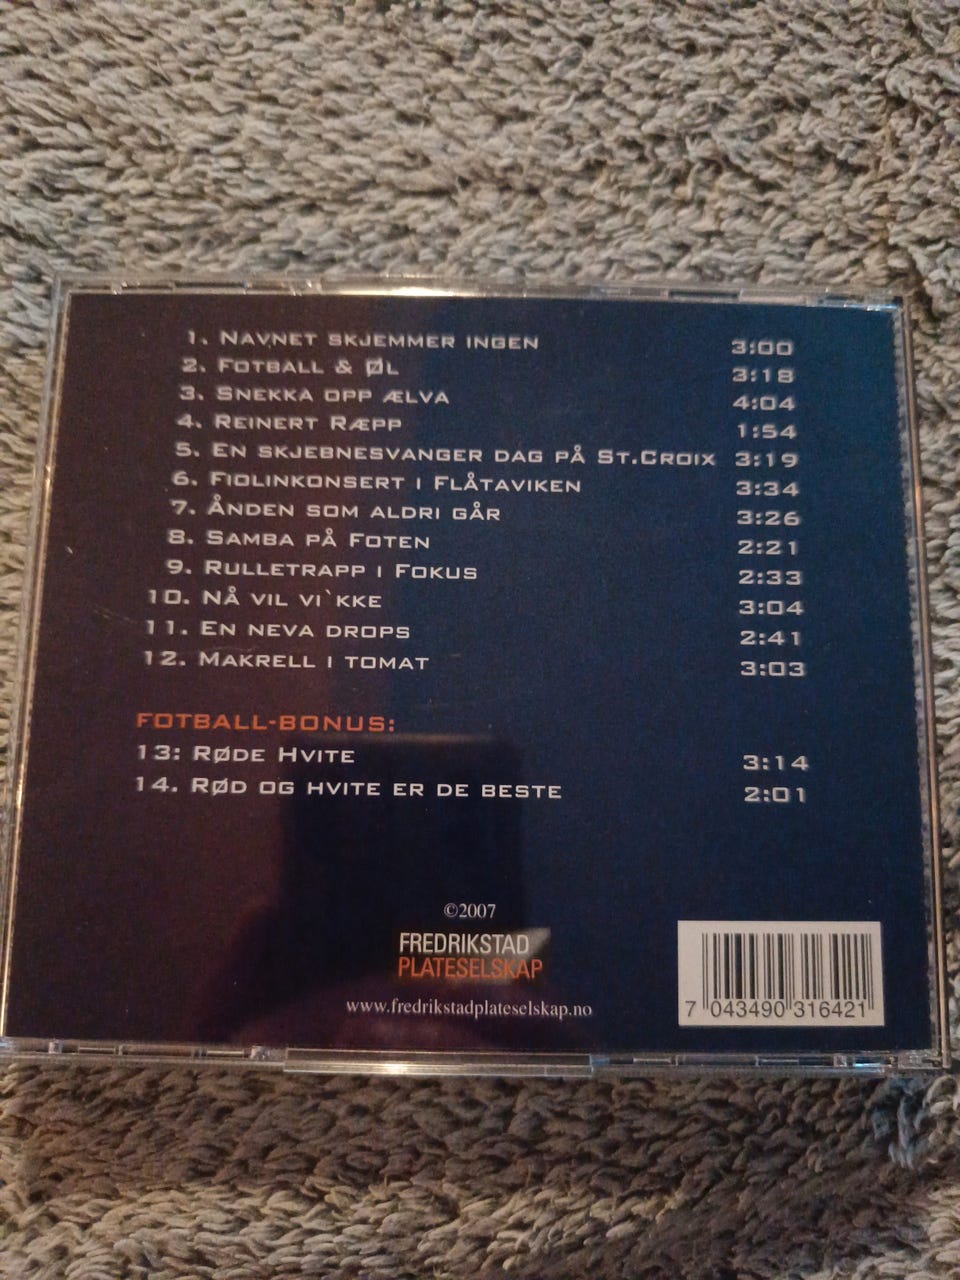 1. NAVNET SKJEMMER INGEN 3:00
2. FOTBALL & ØL 3:18
3. SNEKKA OPP ÆLVA 4:04
4. REINERT RÆPP 1:54
5. EN SKJEBNESVANGER DAG PÅ ST.CROIX 3:19
6. FIOLINKONSERT I FLÅTAVIKEN 3:34
7. ÅNDEN SOM ALDRI GÅR 3:26
8. SAMBA PÅ FOTEN 2:21
9. RULLETRAPP I FOKUS 2:33
10. NÅ VIL VI`KKE 3:04
11. EN NEVA DROPS 2:41
12. MAKRELL I TOMAT 3:03
FOTBALL-BONUS:
13: RØDE HVITE 3:14
14. RØD OG HVITE ER DE BESTE 2:01
©2007
FREDRIKSTAD
PLATESELSKAP
www.fredrikstadplateselskap.no
7 043490 316421